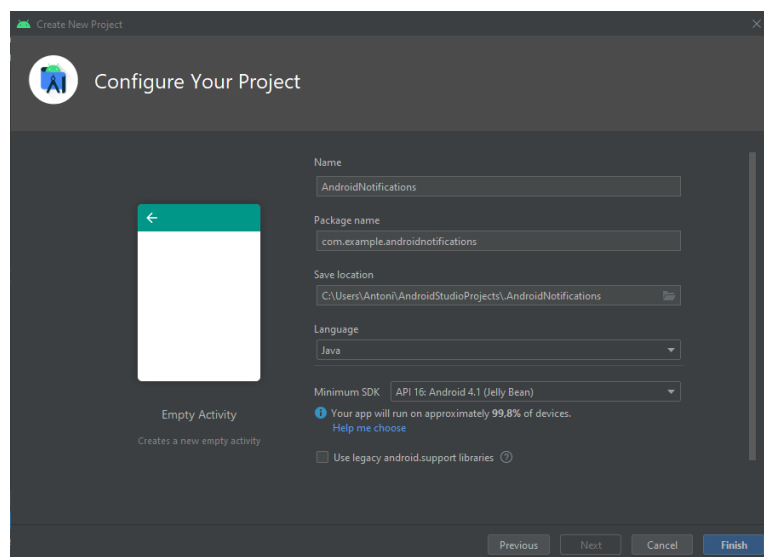 Create New Project
Configure Your Project
Name
AndroidNotifications
Package name
com.example.androidnotifications
Save location
C:\Users\Antoni\AndroidStudioProjects\.AndroidNotifications
Language
Java
Minimum SDK API 16: Android 4.1 (Jelly Bean)
Your app will run on approximately 99,8% of devices.
Help me choose
Use legacy android.support libraries
Empty Activity
Creates a new empty activity
Previous Next Cancel Finish